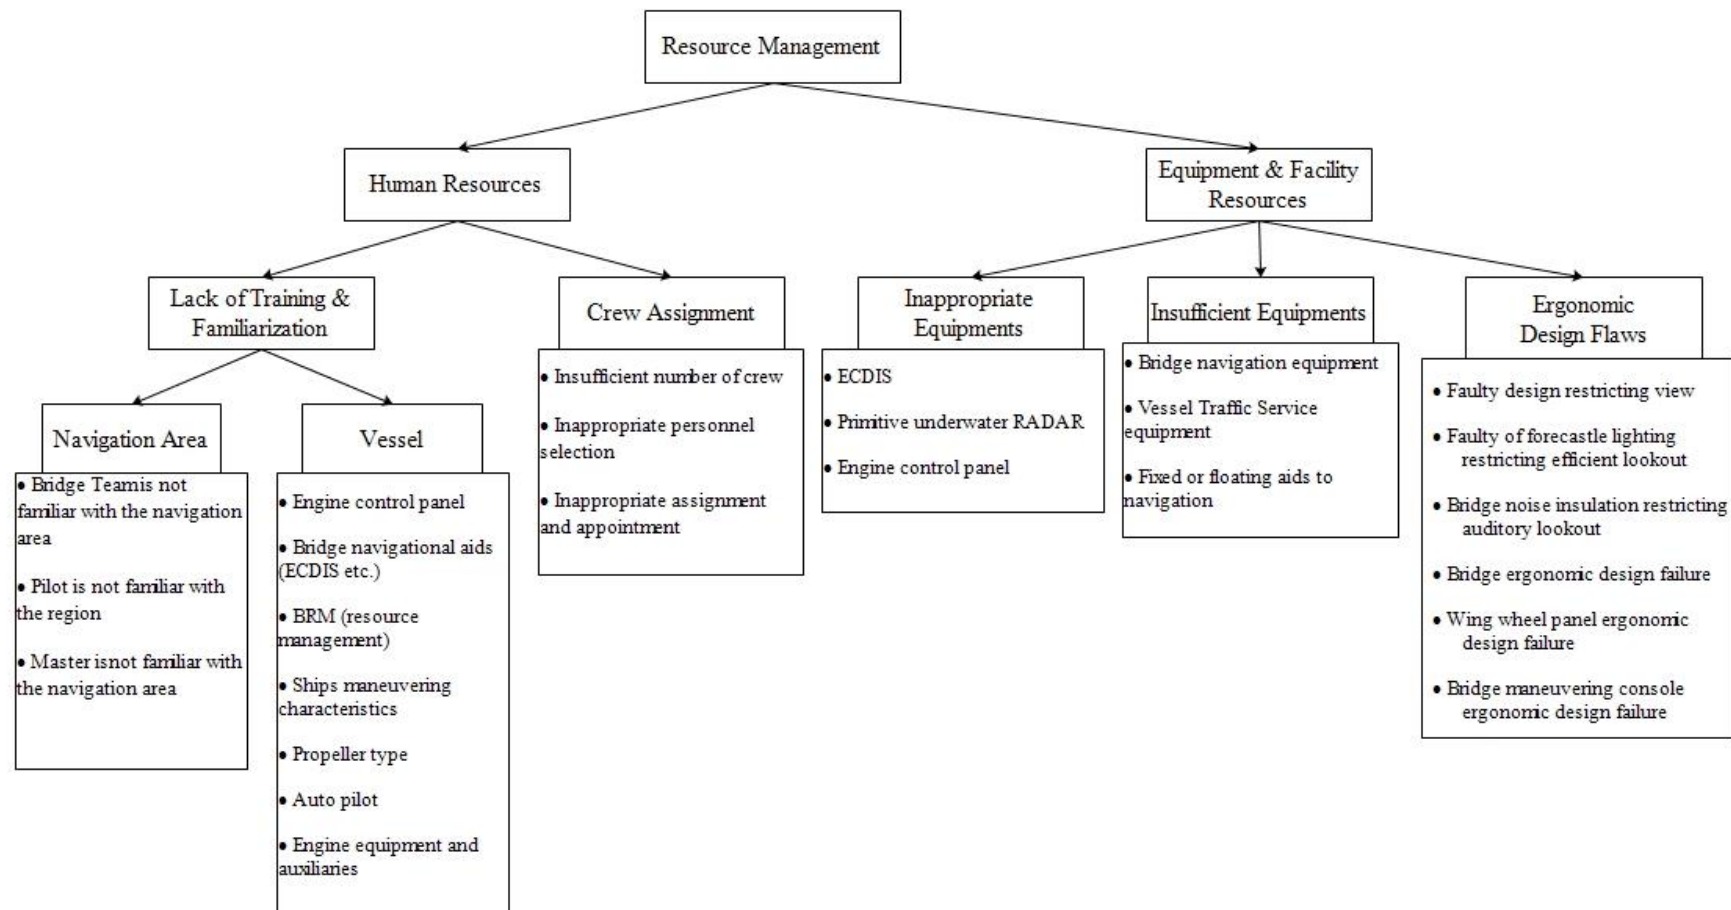 Resource Management
Human Resources
Equipment & Facility
Resources
Lack of Training &
Familiarization
Crew Assignment
Inappropriate
Equipments
Insufficient Equipments
Ergonomic
Design Flaws
Navigation Area
Vessel
● Bridge Teamis not
familiar with the navigation
area
● Pilot is not familiar with
the region
● Master isnot familiar with
the navigation area
● Engine control panel
● Bridge navigational aids
(ECDIS etc.)
● BRM (resource
management)
● Ships maneuvering
characteristics
● Propeller type
● Auto pilot
● Engine equipment and
auxiliaries
● Insufficient number of crew
● Inappropriate personnel
selection
● Inappropriate assignment
and appointment
● ECDIS
● Primitive underwater RADAR
● Engine control panel
● Bridge navigation equipment
● Vessel Traffic Service
equipment
● Fixed or floating aids to
navigation
● Faulty design restricting view
● Faulty of forecastle lighting
restricting efficient lookout
● Bridge noise insulation restricting
auditory lookout
● Bridge ergonomic design failure
● Wing wheel panel ergonomic
design failure
● Bridge maneuvering console
ergonomic design failure